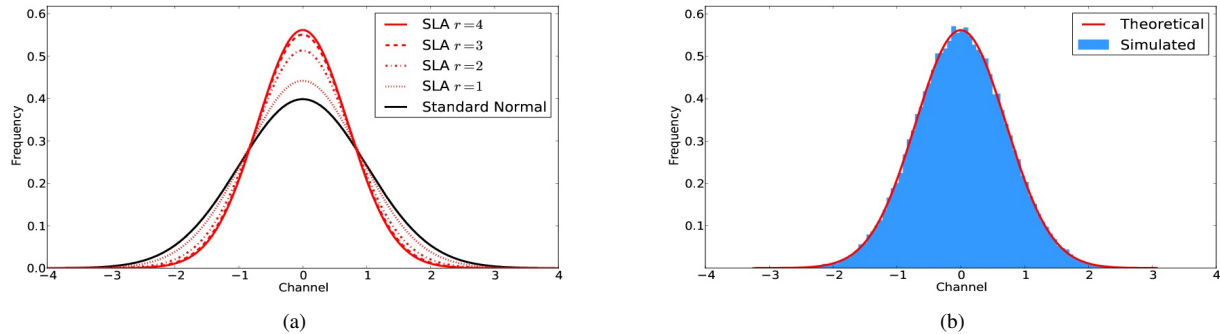 SLA r=4
SLA r=3
SLA r=2
SLA r=1
Standard Normal
Frequency
0.6
0.5
0.4
0.3
0.2
0.1
0.0
−4 −3 −2 −1 0 1 2 3 4
Channel
(a)
Theoretical
Simulated
Frequency
0.6
0.5
0.4
0.3
0.2
0.1
−4 −3 −2 −1 0 1 2 3 4
Channel
(b)